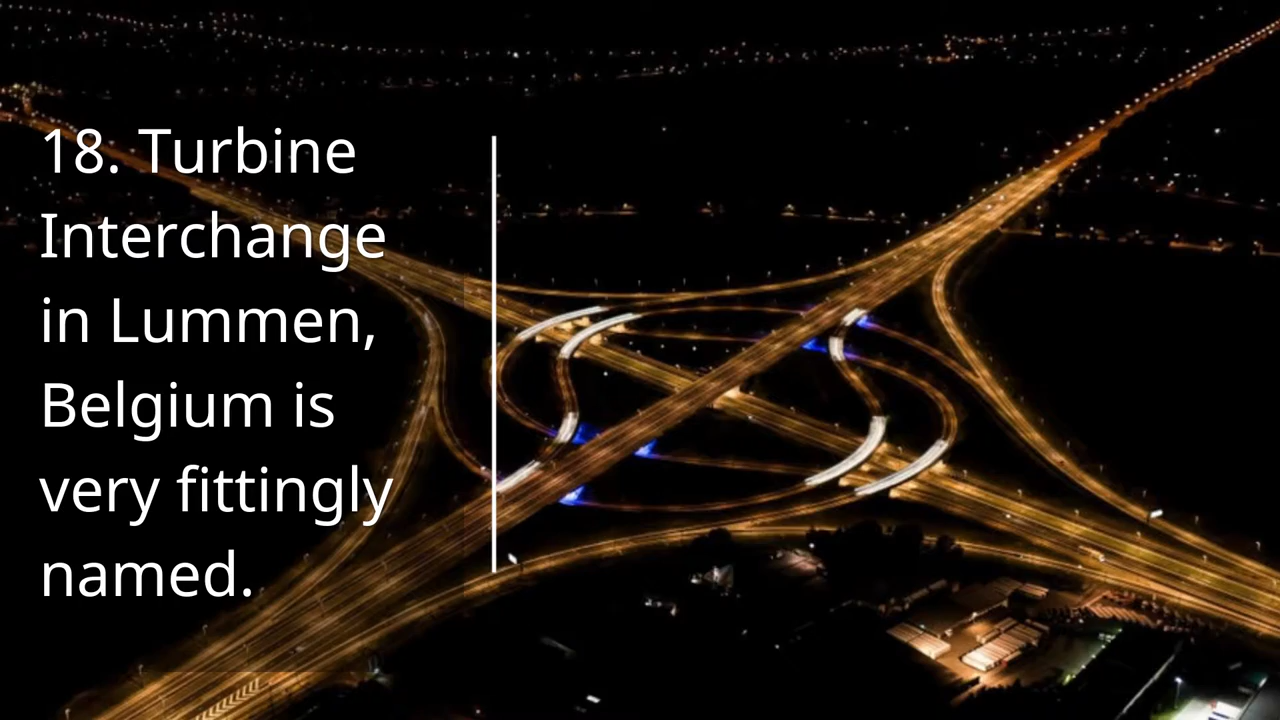 18. Turbine
Interchange
in Lummen,
Belgium is
very fittingly
named.